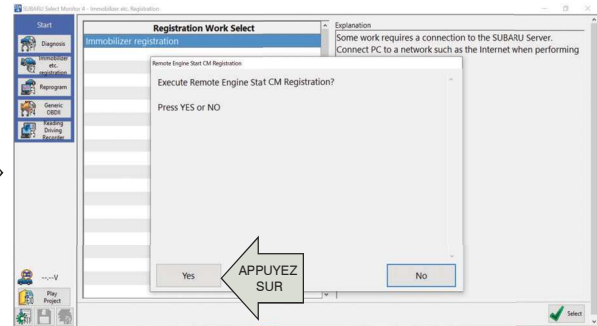 SUBARU Select Monitor 4 - Immobilizer etc. Registration
Start
Diagnosis
Immobilizer
etc.
registration
Reprogram
Generic
OBDII
Reading
Driving
Recorder
--.--V
Play
Project
Registration Work Select
Immobilizer registration
Explanation
Some work requires a connection to the SUBARU Server.
Connect PC to a network such as the Internet when performing
Remote Engine Start CM Registration
Execute Remote Engine Stat CM Registration?
Press YES or NO
Yes
APPUYEZ
SUR
No
Select